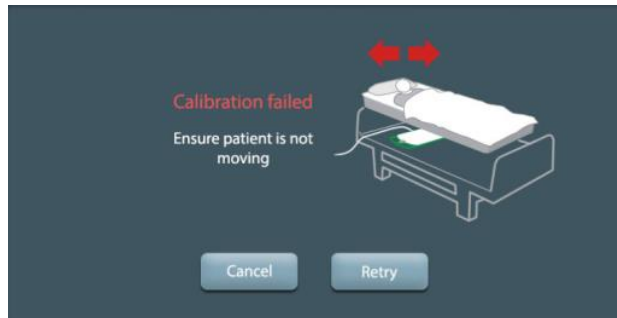 Calibration failed
Ensure patient is not
moving
Cancel
Retry